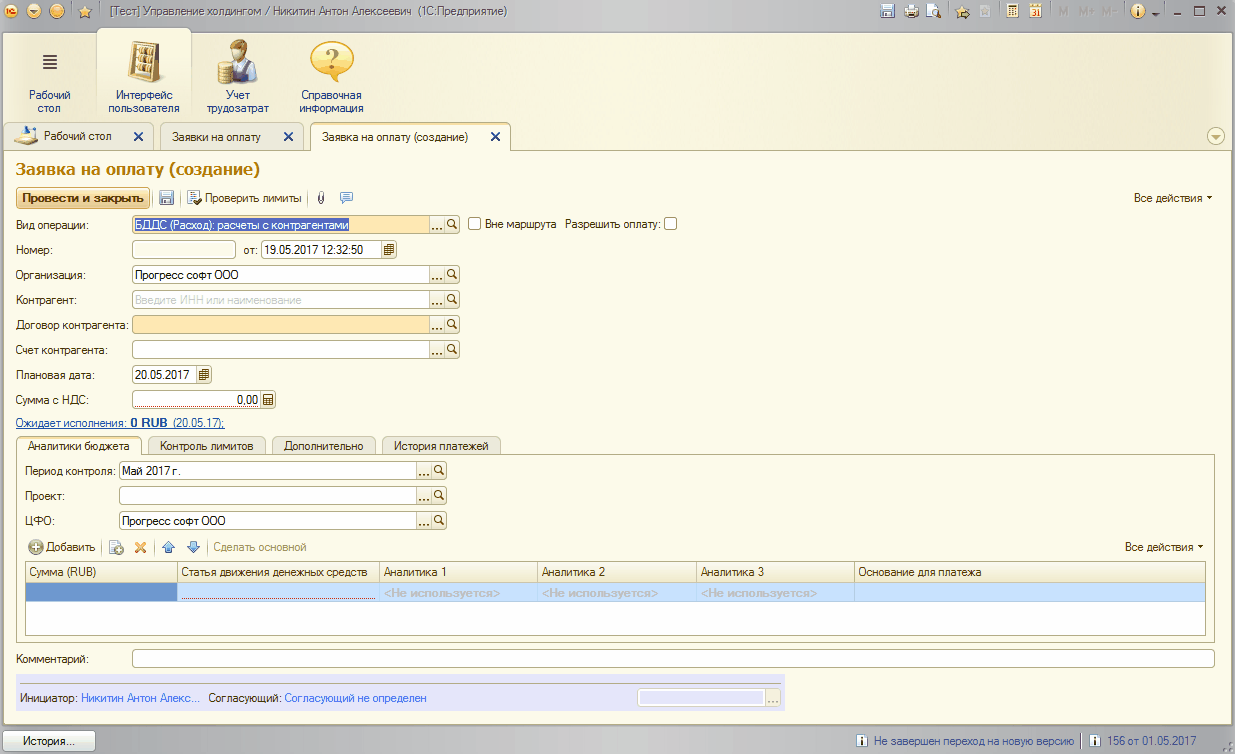 [Тест] Управление холдингом / Никитин Антон Алексеевич (1С:Предприятие)
M M+ M-
Рабочий стол
Интерфейс пользователя
Учет трудозатрат
Справочная информация
Рабочий стол
Заявки на оплату
Заявка на оплату (создание)
Заявка на оплату (создание)
Провести и закрыть
Проверить лимиты
Все действия
Вид операции: БДДС (Расход): расчеты с контрагентами ... Вне маршрута Разрешить оплату:
Номер: от: 19.05.2017 12:32:50
Организация: Прогресс софт ООО ...
Контрагент: Введите ИНН или наименование ...
Договор контрагента: ...
Счет контрагента: ...
Плановая дата: 20.05.2017
Сумма с НДС: 0,00
Ожидает исполнения: 0 RUB (20.05.17);
Аналитики бюджета Контроль лимитов Дополнительно История платежей
Период контроля: Май 2017 г. ...
Проект: ...
ЦФО: Прогресс софт ООО ...
Добавить Сделать основной Все действия
Сумма (RUB) Статья движения денежных средств Аналитика 1 Аналитика 2 Аналитика 3 Основание для платежа
<Не используется> <Не используется> <Не используется>
Комментарий:
Инициатор: Никитин Антон Алекс... Согласующий: Согласующий не определен ...
История... Не завершен переход на новую версию 156 от 01.05.2017